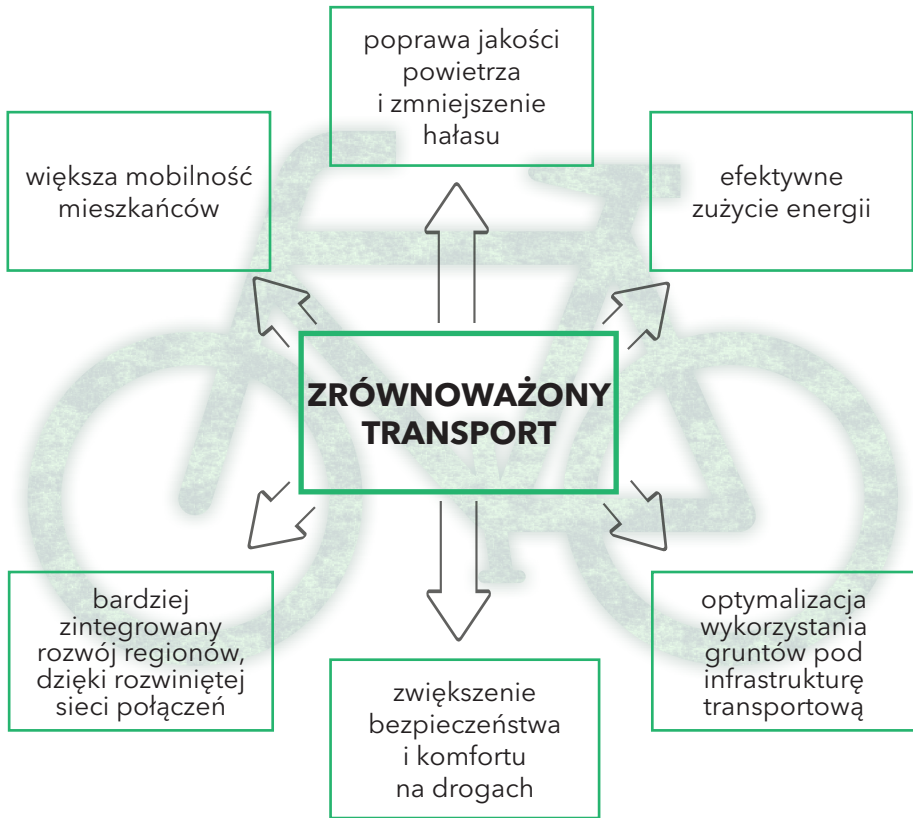 poprawa jakości
powietrza
i zmniejszenie
hałasu
większa mobilność
mieszkańców
efektywne
zużycie energii
ZRÓWNOWAŻONY
TRANSPORT
bardziej
zintegrowany
rozwój regionów,
dzięki rozwiniętej
sieci połączeń
optymalizacja
wykorzystania
gruntów pod
infrastrukturę
transportową
zwiększenie
bezpieczeństwa
i komfortu
na drogach